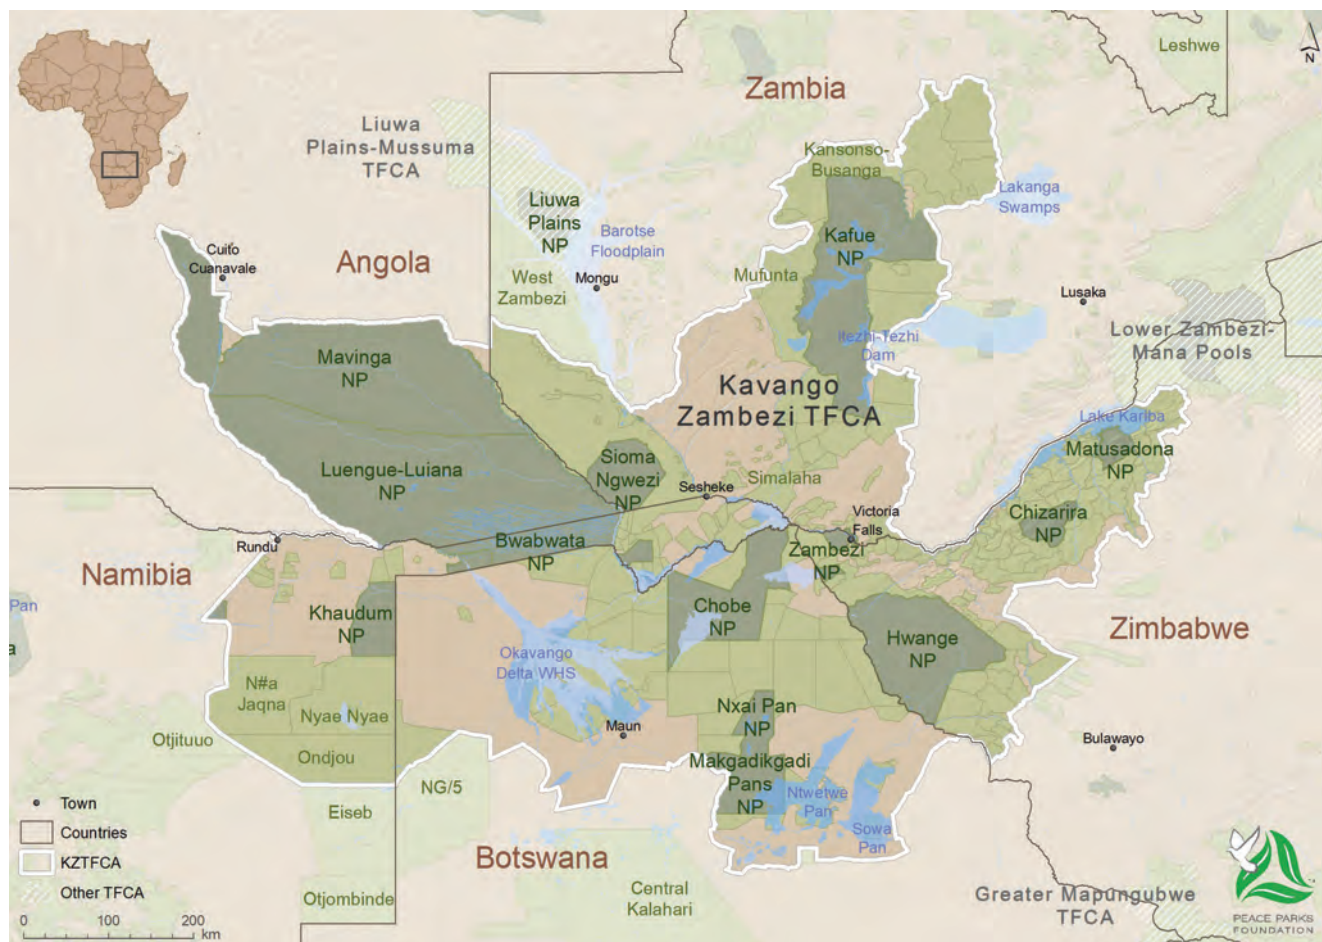 Leshwe
N
Zambia
Liuwa
Plains-Mussuma
TFCA
Kansonso-
Busanga
Lakanga
Swamps
Liuwa
Plains
NP
Barotse
Floodplain
Kafue
NP
Cuito
Cuanavale
Angola
West
Zambezi
Mongu
Mufunta
Lusaka
Lower Zambezi-
Mana Pools
Itezhi-Tezhi
Dam
Mavinga
NP
Kavango
Zambezi TFCA
Lake Kariba
Matusadona
NP
Luengue-Luiana
NP
Sioma
Ngwezi
NP
Sesheke
Simalaha
Victoria
Falls
Chizarira
NP
Rundu
Bwabwata
NP
Zambezi
NP
Namibia
Pan
a
Khaudum
NP
Chobe
NP
Hwange
NP
Zimbabwe
Okavango
Delta WHS
N#a
Jaqna
Nyae Nyae
Nxai Pan
NP
Maun
Otjituuo
Ondjou
Makgadikgadi
Pans
NP
Bulawayo
NG/5
Ntwetwe
Pan
Sowa
Pan
Eiseb
Botswana
Otjombinde
Central
Kalahari
Greater Mapungubwe
TFCA
Town
Countries
KZTFCA
Other TFCA
0 100 200
km
PEACE PARKS
FOUNDATION